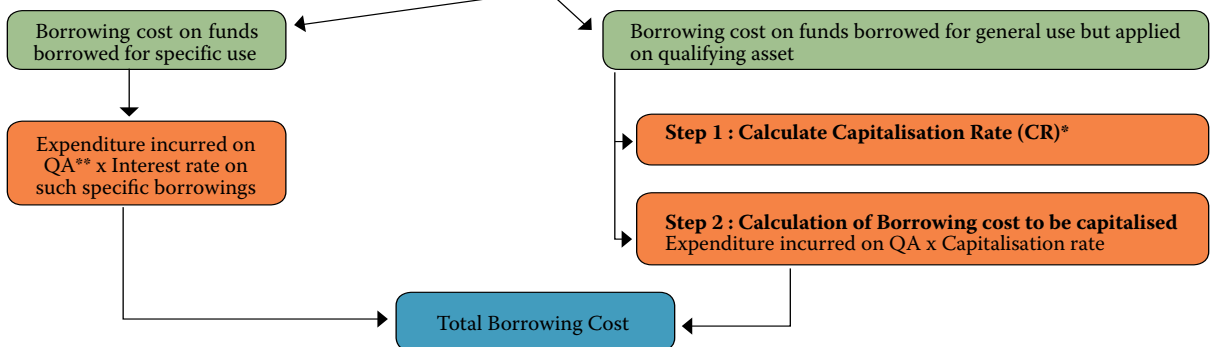 Borrowing cost on funds
borrowed for specific use
Borrowing cost on funds borrowed for general use but applied
on qualifying asset
Expenditure incurred on
QA** x Interest rate on
such specific borrowings
Step 1 : Calculate Capitalisation Rate (CR)*
Step 2 : Calculation of Borrowing cost to be capitalised
Expenditure incurred on QA x Capitalisation rate
Total Borrowing Cost